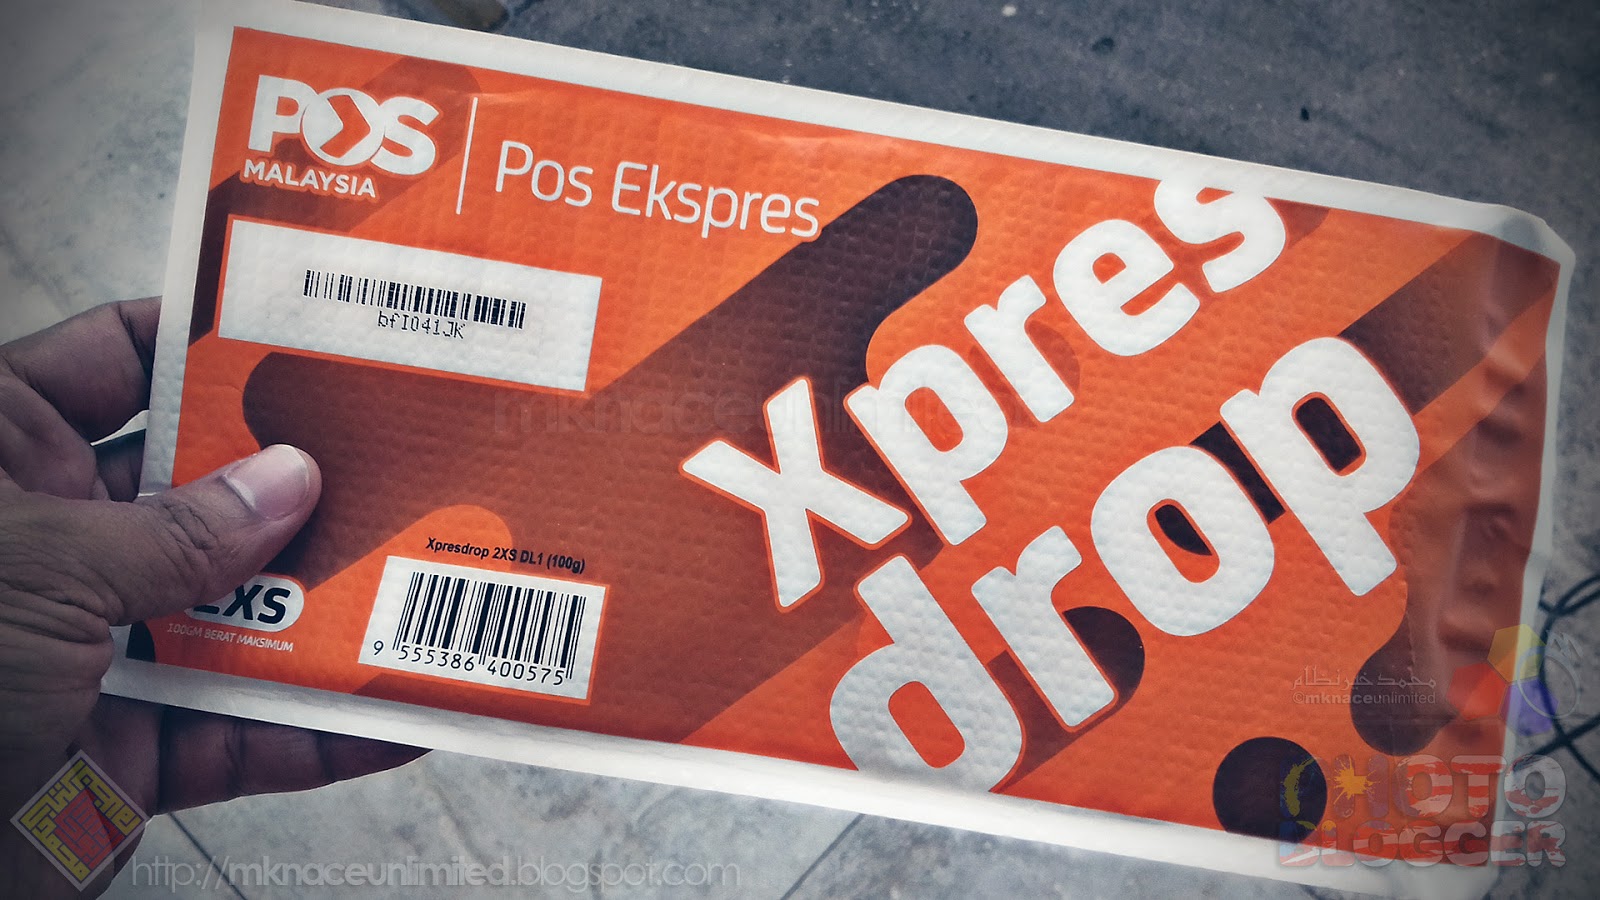 POS
MALAYSIA
Pos Ekspres
bfI041JK
Xpres
drop
mknaceunlimited
Xpresdrop 2XS DL1 (100g)
9 555386 400575
2XS
100GM BERAT MAKSIMUM
محمد خير نظام
©mknaceunlimited
PHOTO
BLOGGER
http://mknaceunlimited.blogspot.com